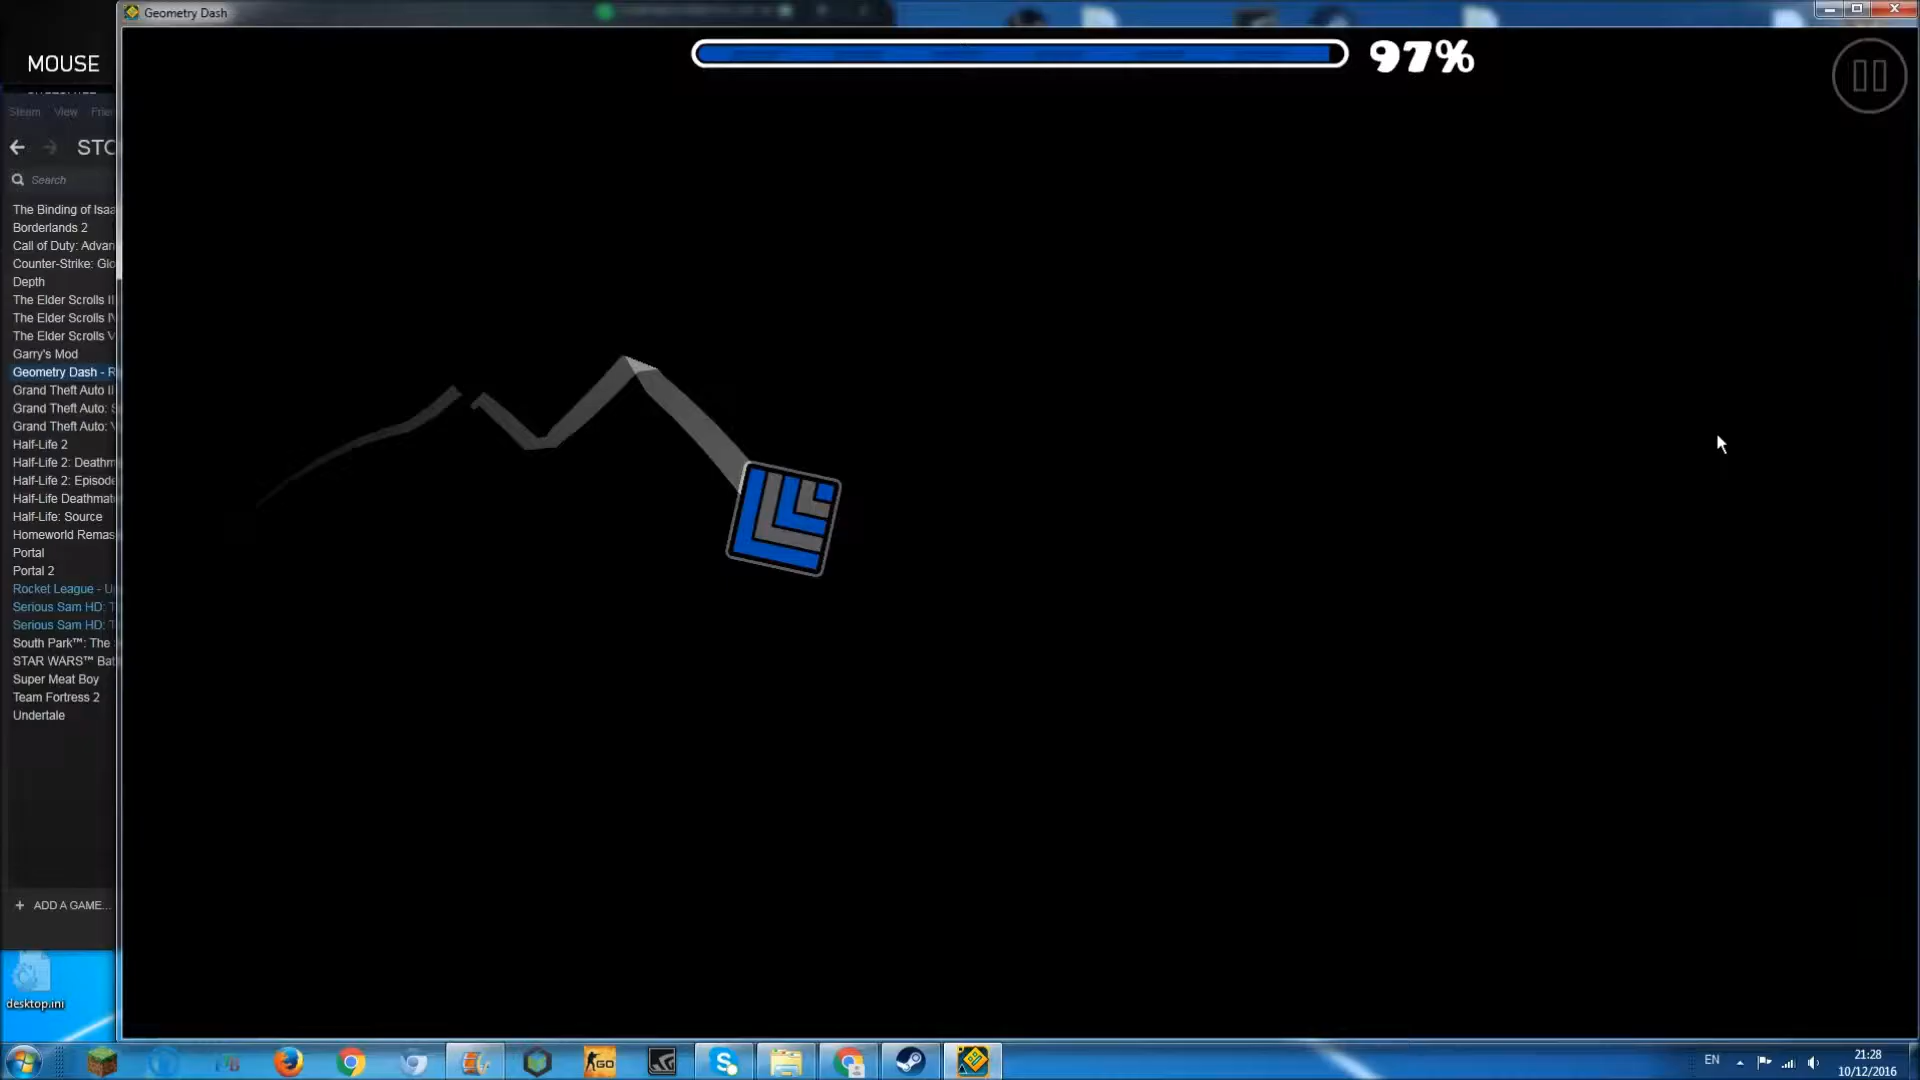 Geometry Dash
97%
MOUSE
Steam View Frie
STO
Search
The Binding of Isaa
Borderlands 2
Call of Duty: Advan
Counter-Strike: Glo
Depth
The Elder Scrolls II
The Elder Scrolls IV
The Elder Scrolls V
Garry's Mod
Geometry Dash - R
Grand Theft Auto II
Grand Theft Auto: S
Grand Theft Auto: V
Half-Life 2
Half-Life 2: Deathm
Half-Life 2: Episode
Half-Life Deathmat
Half-Life: Source
Homeworld Remas
Portal
Portal 2
Rocket League - U
Serious Sam HD: T
Serious Sam HD: T
South Park™: The
STAR WARS™ Bat
Super Meat Boy
Team Fortress 2
Undertale
+ ADD A GAME...
desktop.ini
GO
EN
21:28
10/12/2016